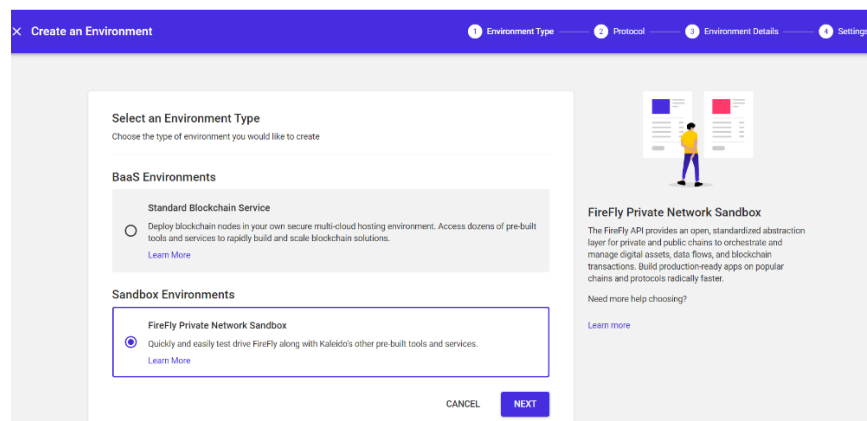 Create an Environment
1 Environment Type
2 Protocol
3 Environment Details
4 Settings
Select an Environment Type
Choose the type of environment you would like to create
BaaS Environments
Standard Blockchain Service
Deploy blockchain nodes in your own secure multi-cloud hosting environment. Access dozens of pre-built
tools and services to rapidly build and scale blockchain solutions.
Learn More
Sandbox Environments
FireFly Private Network Sandbox
Quickly and easily test drive FireFly along with Kaleido's other pre-built tools and services.
Learn More
CANCEL
NEXT
FireFly Private Network Sandbox
The FireFly API provides an open, standardized abstraction
layer for private and public chains to orchestrate and
manage digital assets, data flows, and blockchain
transactions. Build production-ready apps on popular
chains and protocols radically faster.
Need more help choosing?
Learn more